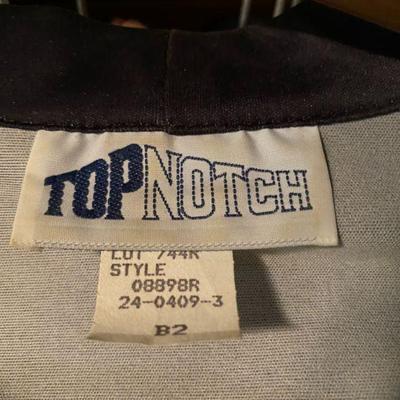 TOPNOTCH
LOT 744R
STYLE
08898R
24-0409-3
B2